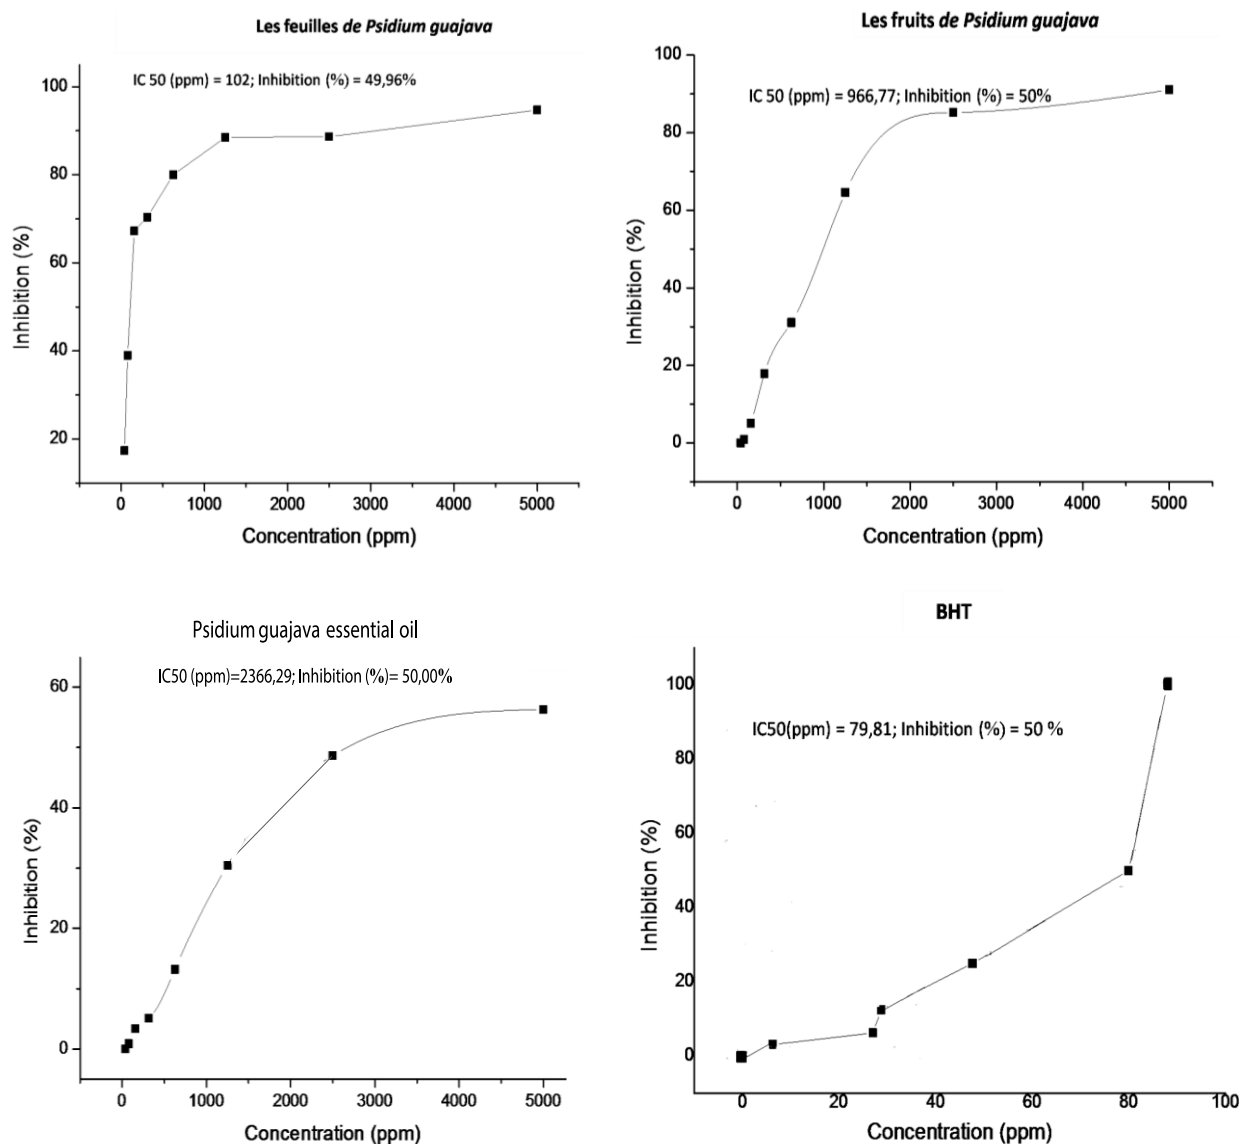 Les feuilles de Psidium guajava
IC 50 (ppm) = 102; Inhibition (%) = 49,96%
100
80
60
40
20
Inhibition (%)
0 1000 2000 3000 4000 5000
Concentration (ppm)
Les fruits de Psidium guajava
IC 50 (ppm) = 966,77; Inhibition (%) = 50%
100
80
60
40
20
0
Inhibition (%)
0 1000 2000 3000 4000 5000
Concentration (ppm)
Psidium guajava essential oil
IC50 (ppm)=2366,29; Inhibition (%)= 50,00%
60
40
20
0
Inhibition (%)
0 1000 2000 3000 4000 5000
Concentration (ppm)
BHT
IC50(ppm) = 79,81; Inhibition (%) = 50 %
100
80
60
40
20
0
Inhibition (%)
0 20 40 60 80 100
Concentration (ppm)